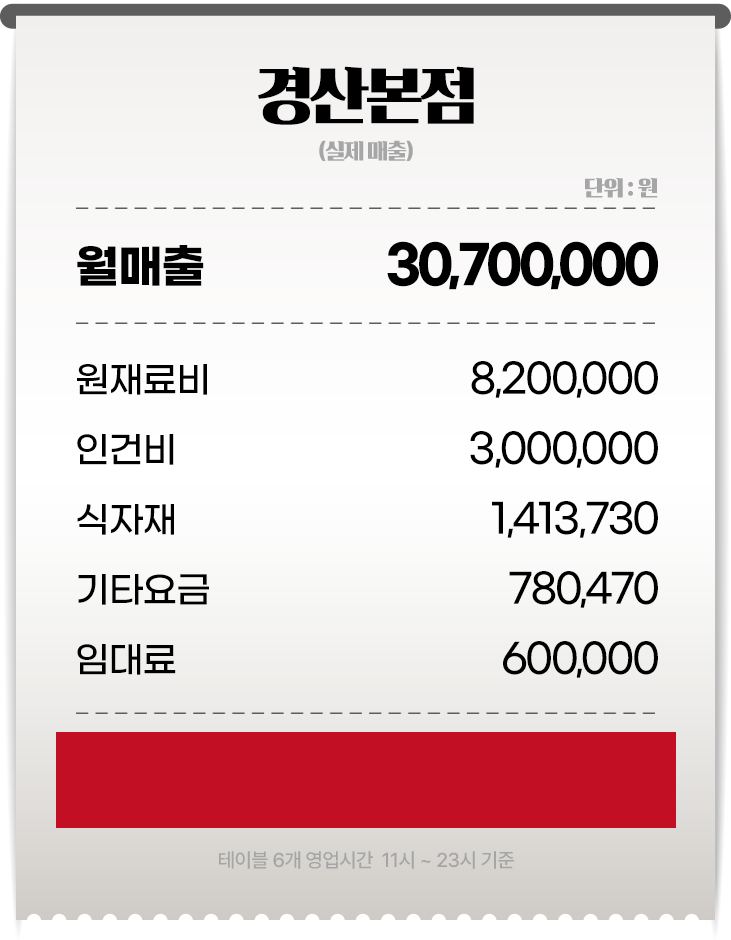 경산본점
(실제 매출)
단위 : 원
월매출 30,700,000
원재료비 8,200,000
인건비 3,000,000
식자재 1,413,730
기타요금 780,470
임대료 600,000
테이블 6개 영업시간 11시 ~ 23시 기준